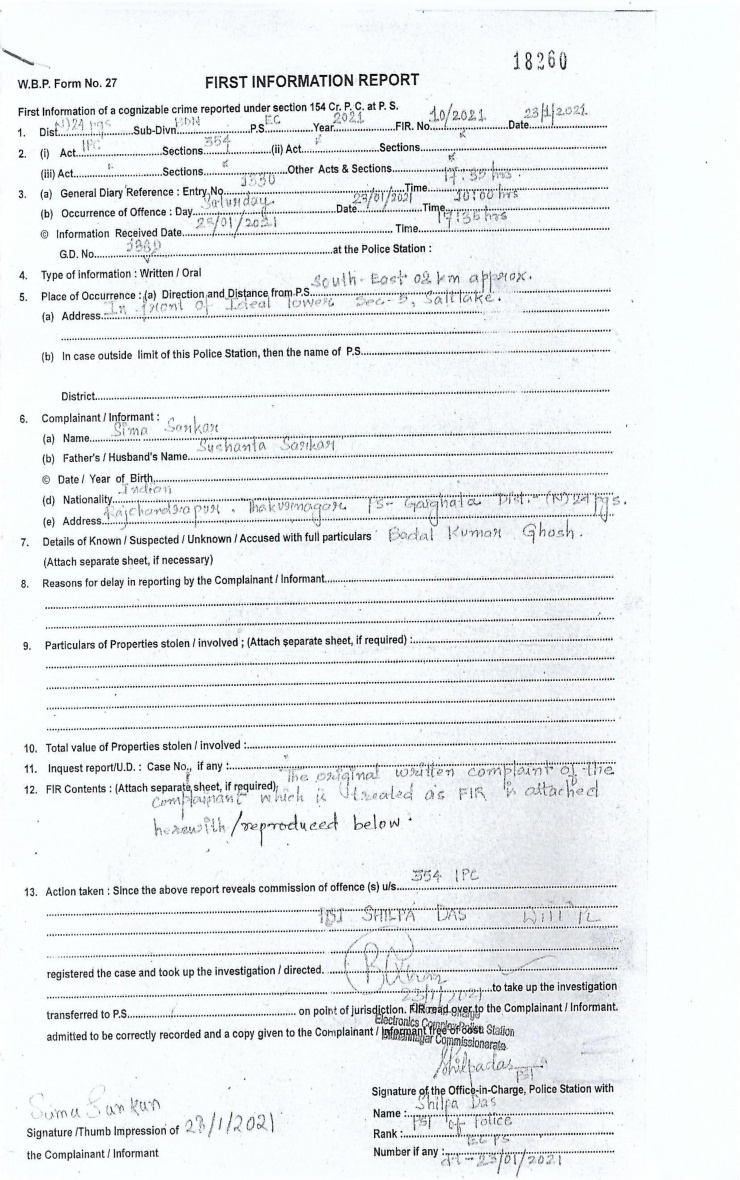 18260
W.B.P. Form No. 27 FIRST INFORMATION REPORT
First Information of a cognizable crime reported under section 154 Cr. P. C. at P. S.
1. Dist. N) 24 pgs Sub-Divn. BDN P.S. EC Year 2021 FIR. No. 10/2021 Date 23/1/2021
2. (i) Act IPC Sections 354 (ii) Act Sections
(iii) Act Sections Other Acts & Sections
3. (a) General Diary Reference : Entry No. Time 17:35 hrs
(b) Occurrence of Offence : Day Saturday Date 23/01/2021 Time 10:00 hrs
© Information Received Date 23/01/2021 Time 17:35 hrs
G.D. No. at the Police Station :
4. Type of information : Written / Oral
5. Place of Occurrence : (a) Direction and Distance from P.S. South-East 02 km approx.
(a) Address In front of Ideal Towers Sec-5, Saltlake.
(b) In case outside limit of this Police Station, then the name of P.S.
District
6. Complainant / Informant :
(a) Name Sima Sarkar
(b) Father's / Husband's Name Sushanta Sarkar
© Date / Year of Birth
(d) Nationality Indian
(e) Address Rajchandrapur, Thakurnagar PS- Gaighata Dist.- (N) 24 pgs.
7. Details of Known / Suspected / Unknown / Accused with full particulars Badal Kumar Ghosh.
(Attach separate sheet, if necessary)
8. Reasons for delay in reporting by the Complainant / Informant
9. Particulars of Properties stolen / involved ; (Attach separate sheet, if required) :
10. Total value of Properties stolen / involved :
11. Inquest report/U.D. : Case No., if any :
12. FIR Contents : (Attach separate sheet, if required) The original written complaint of the
complainant which is treated as FIR is attached
herewith/reproduced below.
13. Action taken : Since the above report reveals commission of offence (s) u/s. 354 IPC
PSI SHILPA DAS Will
registered the case and took up the investigation / directed.
23/1/2021 to take up the investigation
transferred to P.S. on point of jurisdiction. FIR read over to the Complainant / Informant.
admitted to be correctly recorded and a copy given to the Complainant / Informant free of cost
Electronics Complex Police Station
Bidhannagar Commissionerate
Shilpa Das
PSI
Signature of the Office-in-Charge, Police Station with
Name : Shilpa Das
Rank : PSI of Police
Number if any : EC PS
dt - 23/01/2021
Sima Sarkar
Signature /Thumb Impression of 23/1/2021
the Complainant / Informant